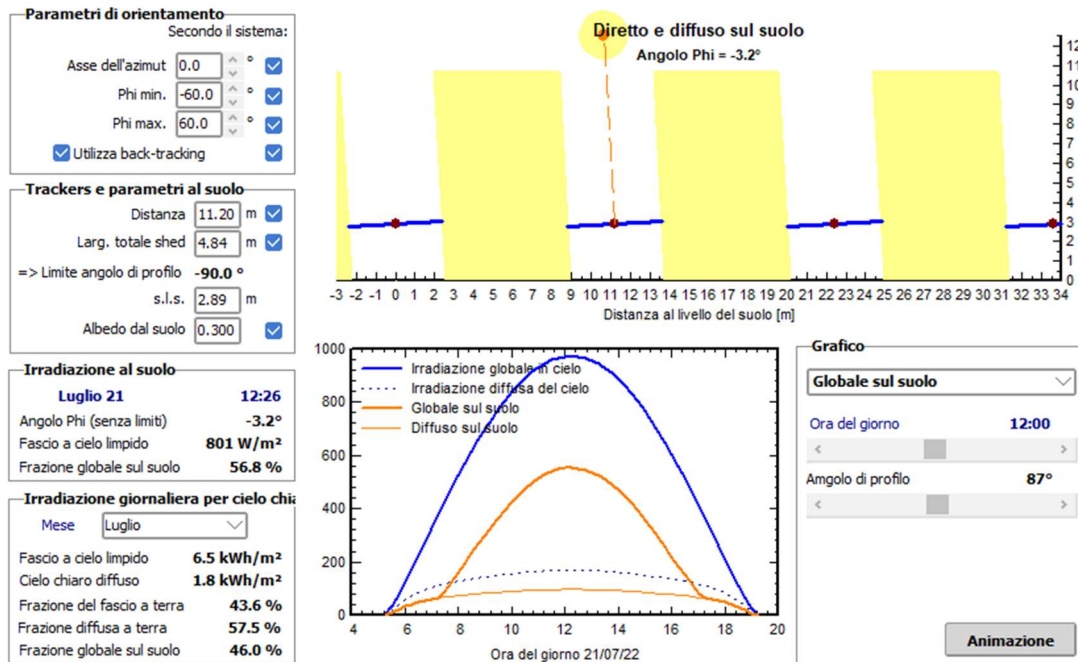 Parametri di orientamento
Secondo il sistema:
Asse dell'azimut 0.0 °
Phi min. -60.0 °
Phi max. 60.0 °
Utilizza back-tracking
Trackers e parametri al suolo
Distanza 11.20 m
Larg. totale shed 4.84 m
=> Limite angolo di profilo -90.0 °
s.l.s. 2.89 m
Albedo dal suolo 0.300
Irradiazione al suolo
Luglio 21 12:26
Angolo Phi (senza limiti) -3.2°
Fascio a cielo limpido 801 W/m²
Frazione globale sul suolo 56.8 %
Irradiazione giornaliera per cielo chia
Mese Luglio
Fascio a cielo limpido 6.5 kWh/m²
Cielo chiaro diffuso 1.8 kWh/m²
Frazione del fascio a terra 43.6 %
Frazione diffusa a terra 57.5 %
Frazione globale sul suolo 46.0 %
Diretto e diffuso sul suolo
Angolo Phi = -3.2°
12
11
10
9
8
7
6
5
4
3
2
1
0
-3 -2 -1 0 1 2 3 4 5 6 7 8 9 10 11 12 13 14 15 16 17 18 19 20 21 22 23 24 25 26 27 28 29 30 31 32 33 34
Distanza al livello del suolo [m]
1000
800
600
400
200
0
Irradiazione globale in cielo
Irradiazione diffusa del cielo
Globale sul suolo
Diffuso sul suolo
4 6 8 10 12 14 16 18 20
Ora del giorno 21/07/22
Grafico
Globale sul suolo
Ora del giorno 12:00
Amgolo di profilo 87°
Animazione